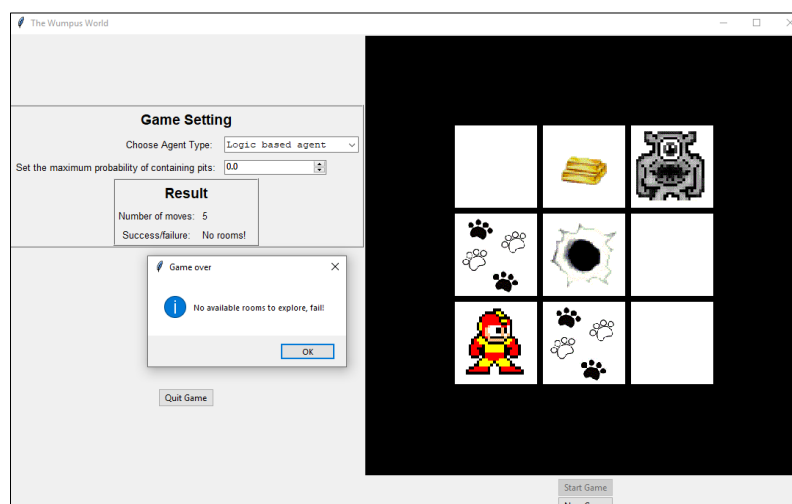 The Wumpus World
Game Setting
Choose Agent Type: Logic based agent
Set the maximum probability of containing pits: 0.0
Result
Number of moves: 5
Success/failure: No rooms!
Game over
No available rooms to explore, fail!
OK
Quit Game
Start Game